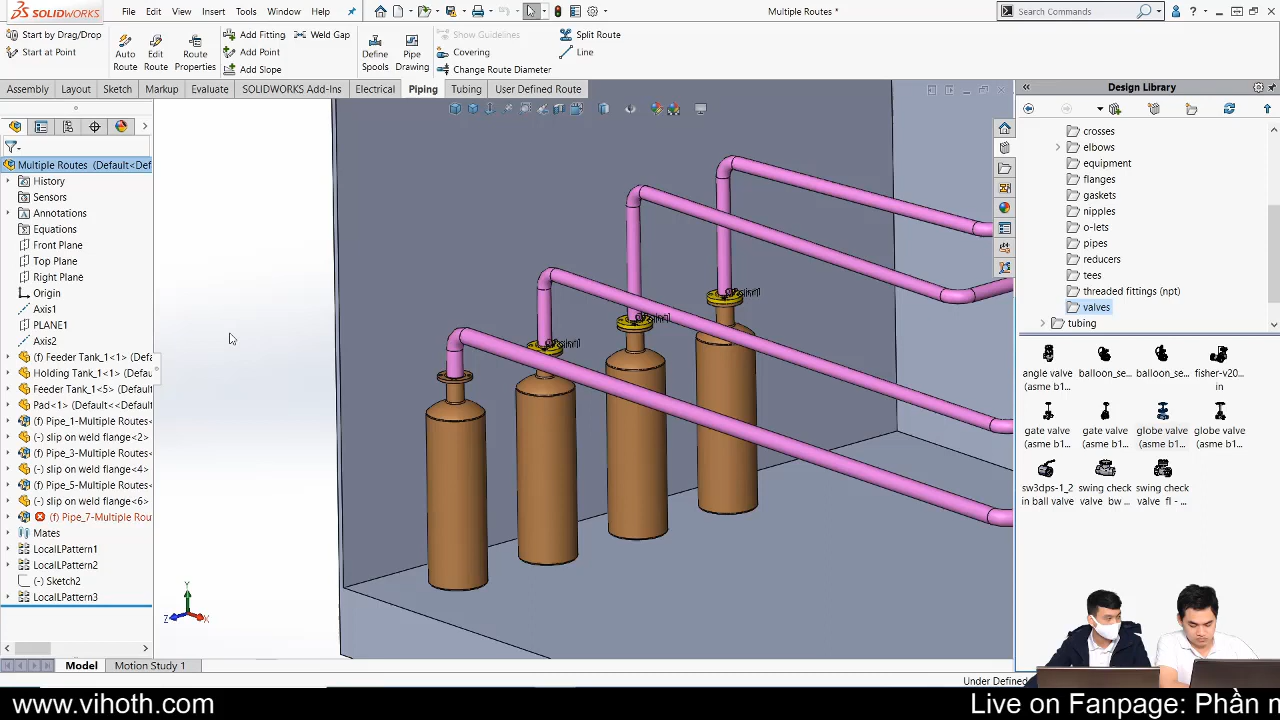 SOLIDWORKS File Edit View Insert Tools Window Help Multiple Routes * Search Commands
Start by Drag/Drop Start at Point Auto Route Edit Route Route Properties Add Fitting Weld Gap Add Point Add Slope Define Spools Pipe Drawing Show Guidelines Covering Change Route Diameter Split Route Line
Assembly Layout Sketch Markup Evaluate SOLIDWORKS Add-Ins Electrical Piping Tubing User Defined Route
Design Library
Multiple Routes (Default<Def
History
Sensors
Annotations
Equations
Front Plane
Top Plane
Right Plane
Origin
Axis1
PLANE1
Axis2
(f) Feeder Tank_1<1> (Defa
Holding Tank_1<1> (Defau
Feeder Tank_1<5> (Defaul
Pad<1> (Default<<Default
(f) Pipe_1-Multiple Routes<
(-) slip on weld flange<2>
(f) Pipe_3-Multiple Routes<
(-) slip on weld flange<4>
(f) Pipe_5-Multiple Routes<
(-) slip on weld flange<6>
(f) Pipe_7-Multiple Rou
Mates
LocalLPattern1
LocalLPattern2
(-) Sketch2
LocalLPattern3
crosses
elbows
equipment
flanges
gaskets
nipples
o-lets
pipes
reducers
tees
threaded fittings (npt)
valves
tubing
angle valve (asme b1... balloon_se... balloon_se... fisher-v20... in
gate valve (asme b1... gate valve (asme b1... globe valve (asme b1... globe valve (asme b1...
sw3dps-1_2 in ball valve swing check valve_bw ... swing check valve_fl - ...
Y
Z X
Model Motion Study 1
Under Defined
www.vihoth.com Live on Fanpage: Phần n